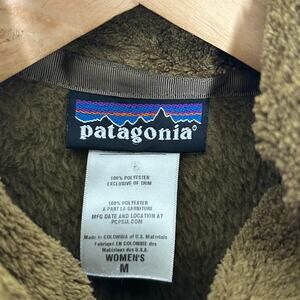 patagonia®
100% POLYESTER
EXCLUSIVE OF TRIM
100% POLYESTER
A PART LA GARNITURE
MFG DATE AND LOCATION AT
PCPSIA.COM
Made in COLOMBIA of U.S. Materials
Fabriqué EN COLOMBIE des
Matériaux des E.U.
WOMEN'S
M